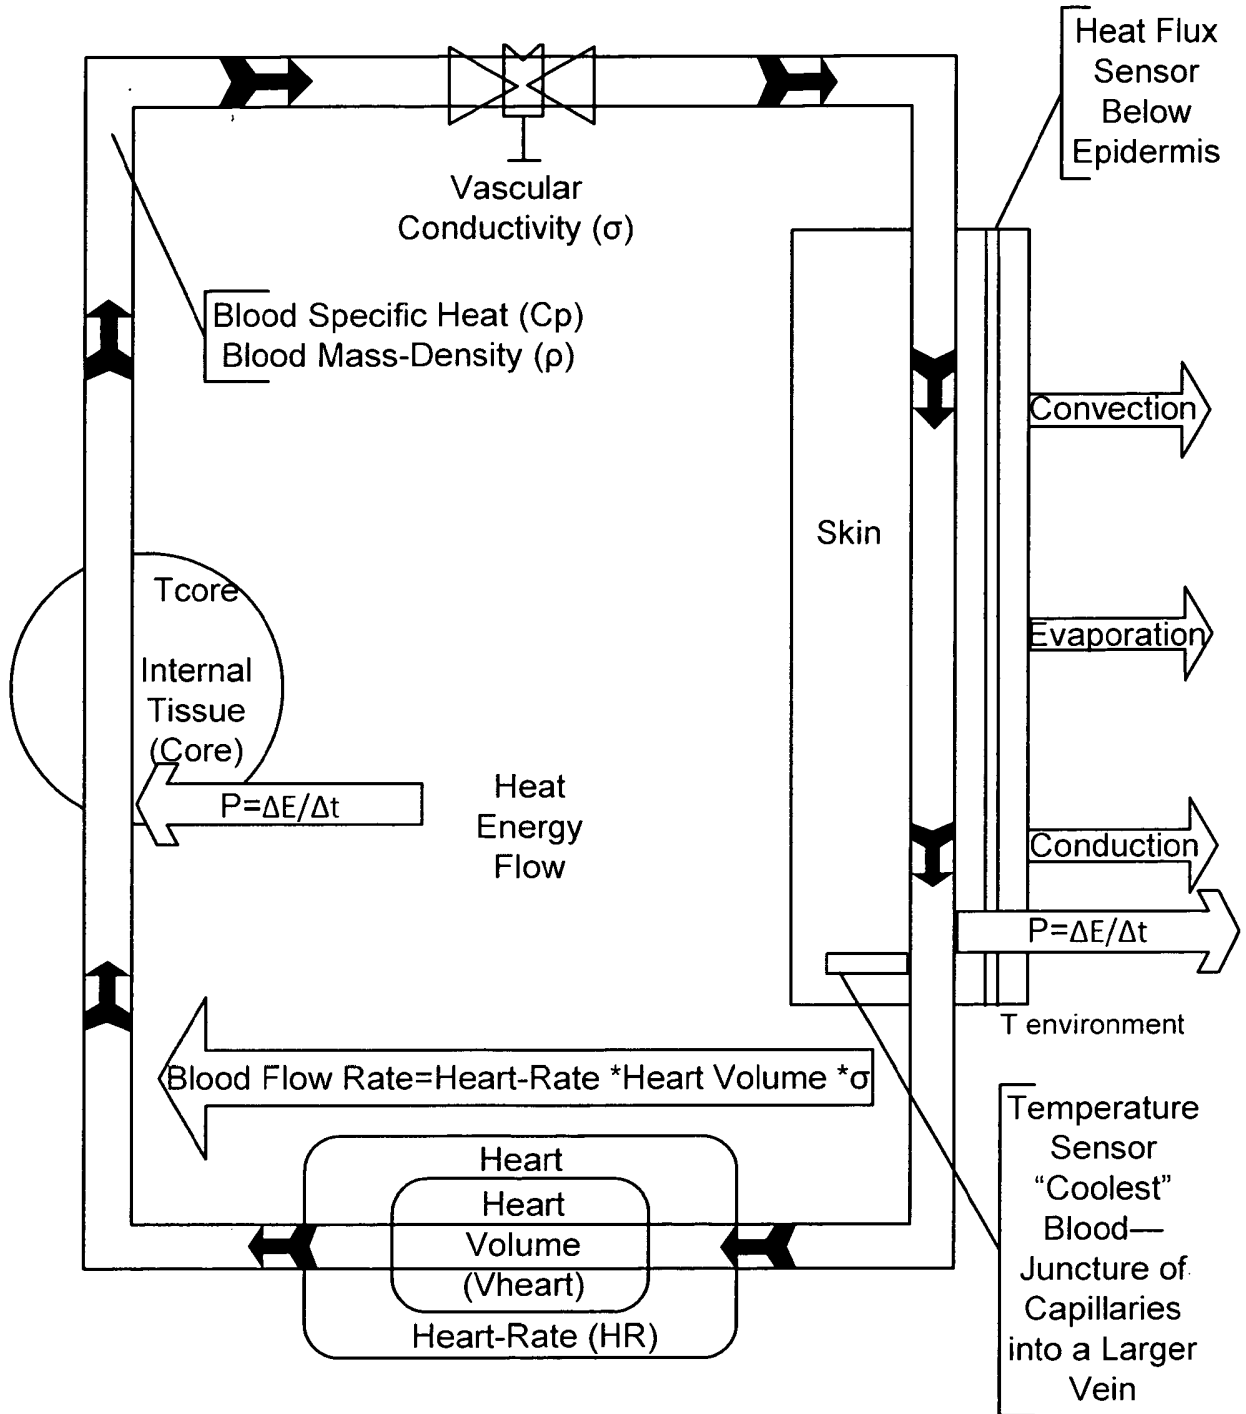 Heat Flux
Sensor
Below
Epidermis
Vascular
Conductivity (σ)
Blood Specific Heat (Cp)
Blood Mass-Density (ρ)
Convection
Skin
Tcore
Evaporation
Internal
Tissue
(Core)
P=ΔE/Δt
Heat
Energy
Flow
Conduction
P=ΔE/Δt
T environment
Blood Flow Rate=Heart-Rate *Heart Volume *σ
Temperature
Sensor
“Coolest”
Blood—
Juncture of
Capillaries
into a Larger
Vein
Heart
Heart
Volume
(Vheart)
Heart-Rate (HR)